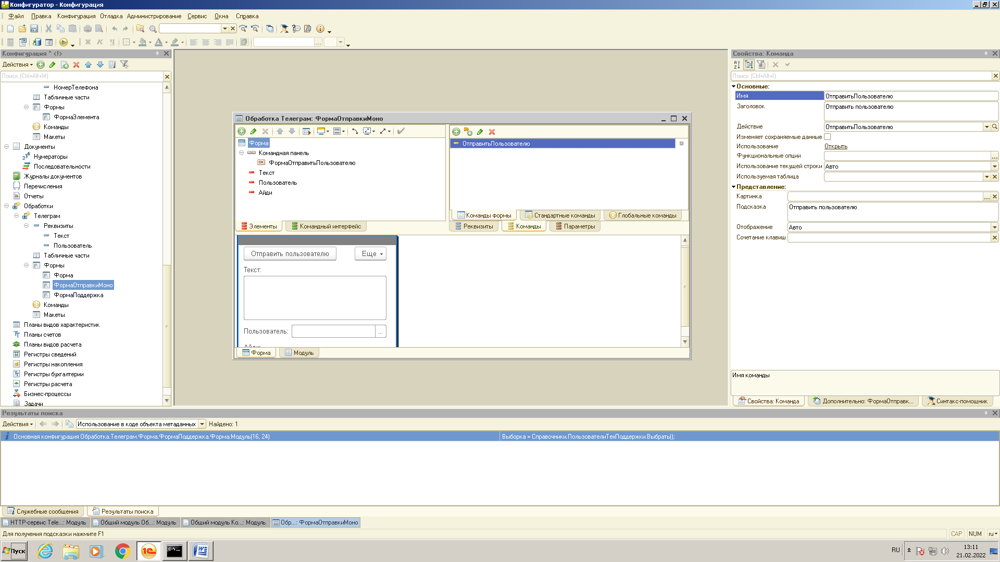 Конфигуратор - Конфигурация
Файл Правка Конфигурация Отладка Администрирование Сервис Окна Справка
Конфигурация * <!>
Действия
Поиск (Ctrl+Alt+M)
НомерТелефона
Табличные части
Формы
ФормаЭлемента
Команды
Макеты
Документы
Нумераторы
Последовательности
Журналы документов
Перечисления
Отчеты
Обработки
Телеграм
Реквизиты
Текст
Пользователь
Табличные части
Формы
Форма
ФормаОтправкиМоно
ФормаПоддержка
Команды
Макеты
Планы видов характеристик
Планы счетов
Планы видов расчета
Регистры сведений
Регистры накопления
Регистры бухгалтерии
Регистры расчета
Бизнес-процессы
Задачи
Обработка Телеграм: ФормаОтправкиМоно
Форма
Командная панель
ФормаОтправитьПользователю
Текст
Пользователь
Айди
Элементы Командный интерфейс
ОтправитьПользователю
Команды формы Стандартные команды Глобальные команды
Реквизиты Команды Параметры
Отправить пользователю Еще
Текст:
Пользователь: ...
Айди:
Форма Модуль
Свойства: Команда
Поиск (Ctrl+Alt+I)
Основные:
Имя ОтправитьПользователю
Заголовок Отправить пользователю
Действие ОтправитьПользователю
Изменяет сохраняемые данные
Использование Открыть
Функциональные опции ...
Использование текущей строки Авто
Используемая таблица
Представление:
Картинка ...
Подсказка Отправить пользователю
Отображение Авто
Сочетание клавиш
Имя команды
Свойства: Команда Дополнительно: ФормаОтправк... Синтакс-помощник
Результаты поиска
Действия Использование в коде объекта метаданных Найдено: 1
Основная конфигурация Обработка.Телеграм.Форма.ФормаПоддержка.Форма.Модуль(16, 24) Выборка = Справочники.ПользователиТехПоддержки.Выбрать();
Служебные сообщения Результаты поиска
HTTP-сервис Tele...: Модуль Общий модуль Об...: Модуль Общий модуль Ко...: Модуль Обр...: ФормаОтправкиМоно
Для получения подсказки нажмите F1 CAP NUM ru
Пуск RU 13:11
21.02.2022